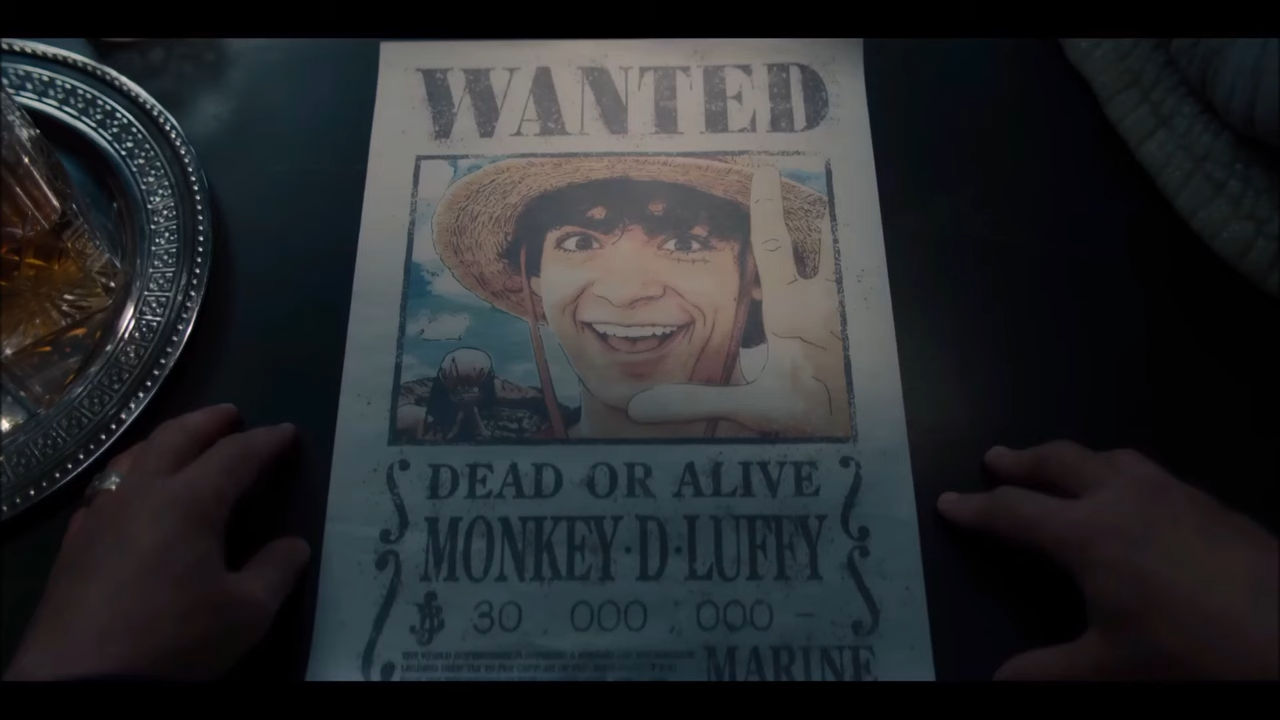 WANTED
DEAD OR ALIVE
MONKEY·D·LUFFY
30 000 000 -
MARINE